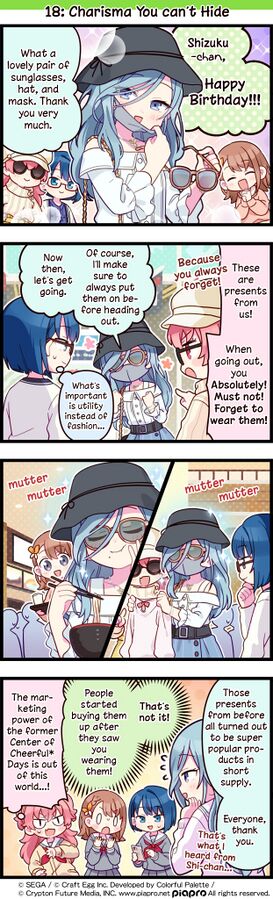 18: Charisma You can't Hide
Shizuku
-chan,
Happy
Birthday!!!
What a
lovely pair of
sunglasses,
hat, and
mask. Thank
you very
much.
These are
presents
from
us!
When
going out,
you
Absolutely!
Must not!
Forget to
wear them!
Because
you always
forget!
Of course,
I'll make
sure to
always put
them on be-
fore heading
out.
Now
then,
let's get
going.
What's
important
is utility
instead of
fashion...
mutter
mutter
mutter
mutter
Those
presents
from before
all turned out
to be super
popular pro-
ducts in
short
supply.
Everyone,
thank
you.
That's
what I
heard from
Shi-chan...
That's
not it!
People
started
buying them
up after
they saw
you
wearing
them!
The mar-
keting
power of
the former
Center of
Cheerful*
Days is out
of this
world...!
© SEGA / © Craft Egg Inc. Developed by Colorful Palette /
© Crypton Future Media, INC. www.piapro.net piapro All rights reserved.